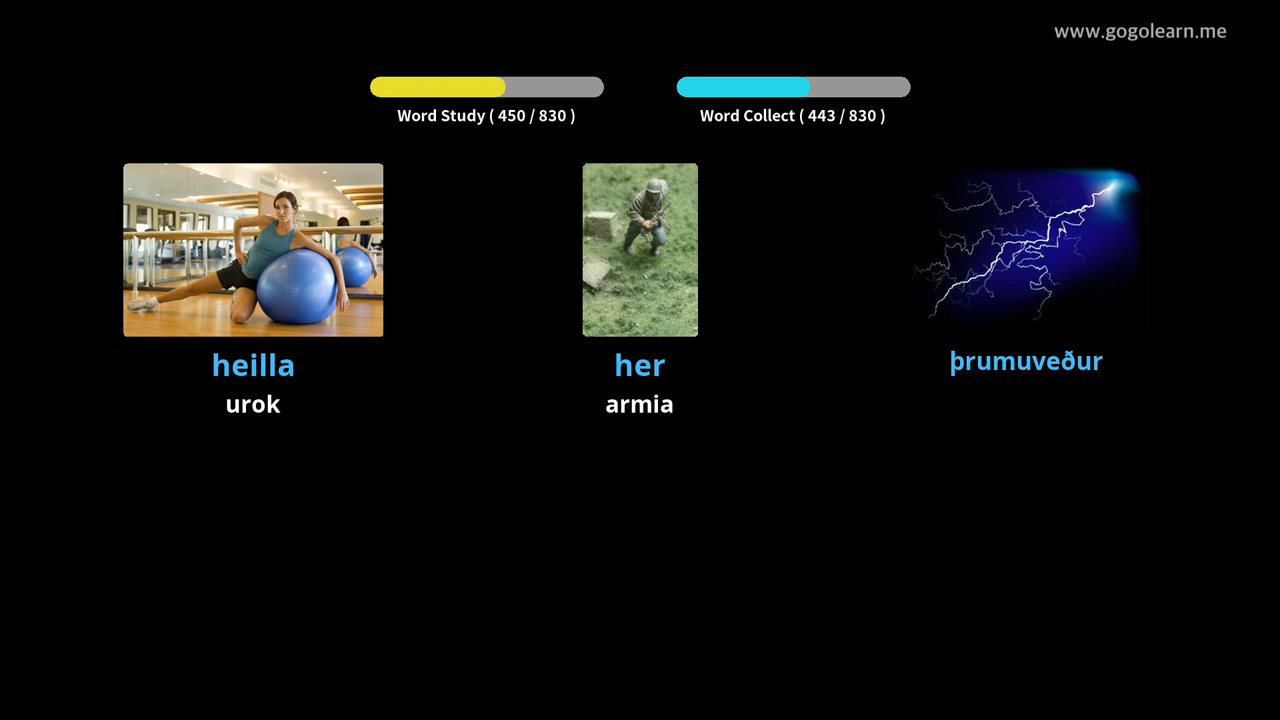 www.gogolearn.me
Word Study ( 450 / 830 )
Word Collect ( 443 / 830 )
heilla
urok
her
armia
þrumuveður